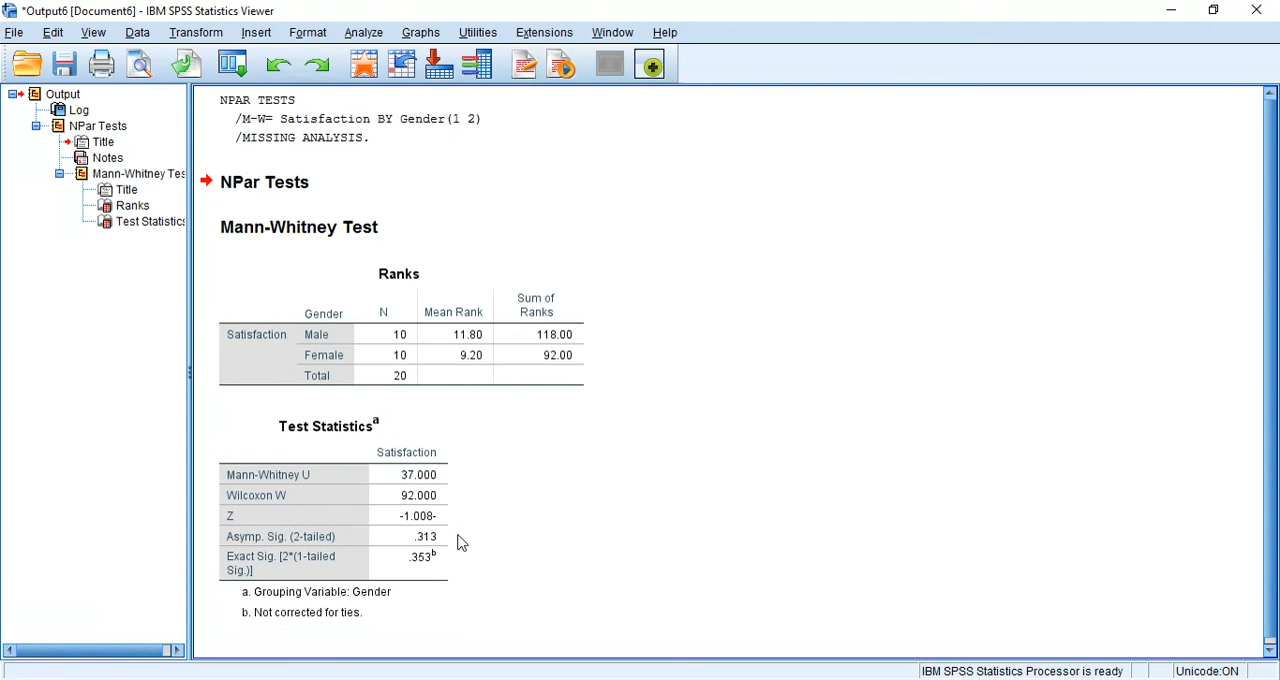 *Output6 [Document6] - IBM SPSS Statistics Viewer
File Edit View Data Transform Insert Format Analyze Graphs Utilities Extensions Window Help
Output
Log
NPar Tests
Title
Notes
Mann-Whitney Tes
Title
Ranks
Test Statistics
NPAR TESTS
/M-W= Satisfaction BY Gender(1 2)
/MISSING ANALYSIS.
NPar Tests
Mann-Whitney Test
Ranks
Gender N Mean Rank Sum of Ranks
Satisfaction Male 10 11.80 118.00
Female 10 9.20 92.00
Total 20
Test Statisticsa
Satisfaction
Mann-Whitney U 37.000
Wilcoxon W 92.000
Z -1.008-
Asymp. Sig. (2-tailed) .313
Exact Sig. [2*(1-tailed Sig.)] .353b
a. Grouping Variable: Gender
b. Not corrected for ties.
IBM SPSS Statistics Processor is ready Unicode:ON